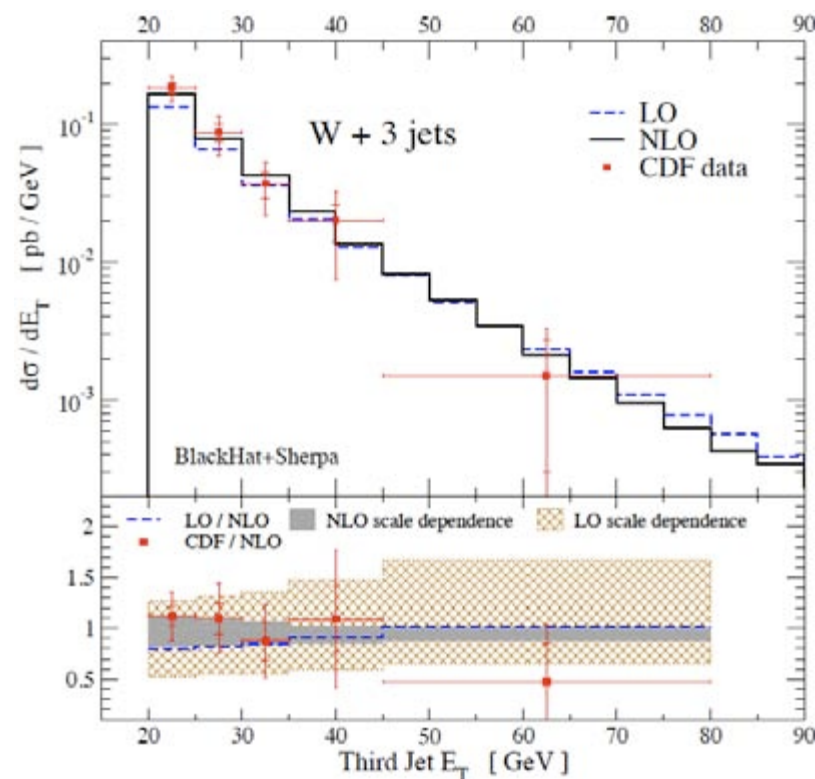 20 30 40 50 60 70 80 90
W + 3 jets
LO
NLO
CDF data
10^-1
10^-2
10^-3
dσ / dE_T [ pb / GeV ]
BlackHat+Sherpa
LO / NLO
NLO scale dependence
LO scale dependence
CDF / NLO
2
1.5
1
0.5
20 30 40 50 60 70 80 90
Third Jet E_T [ GeV ]